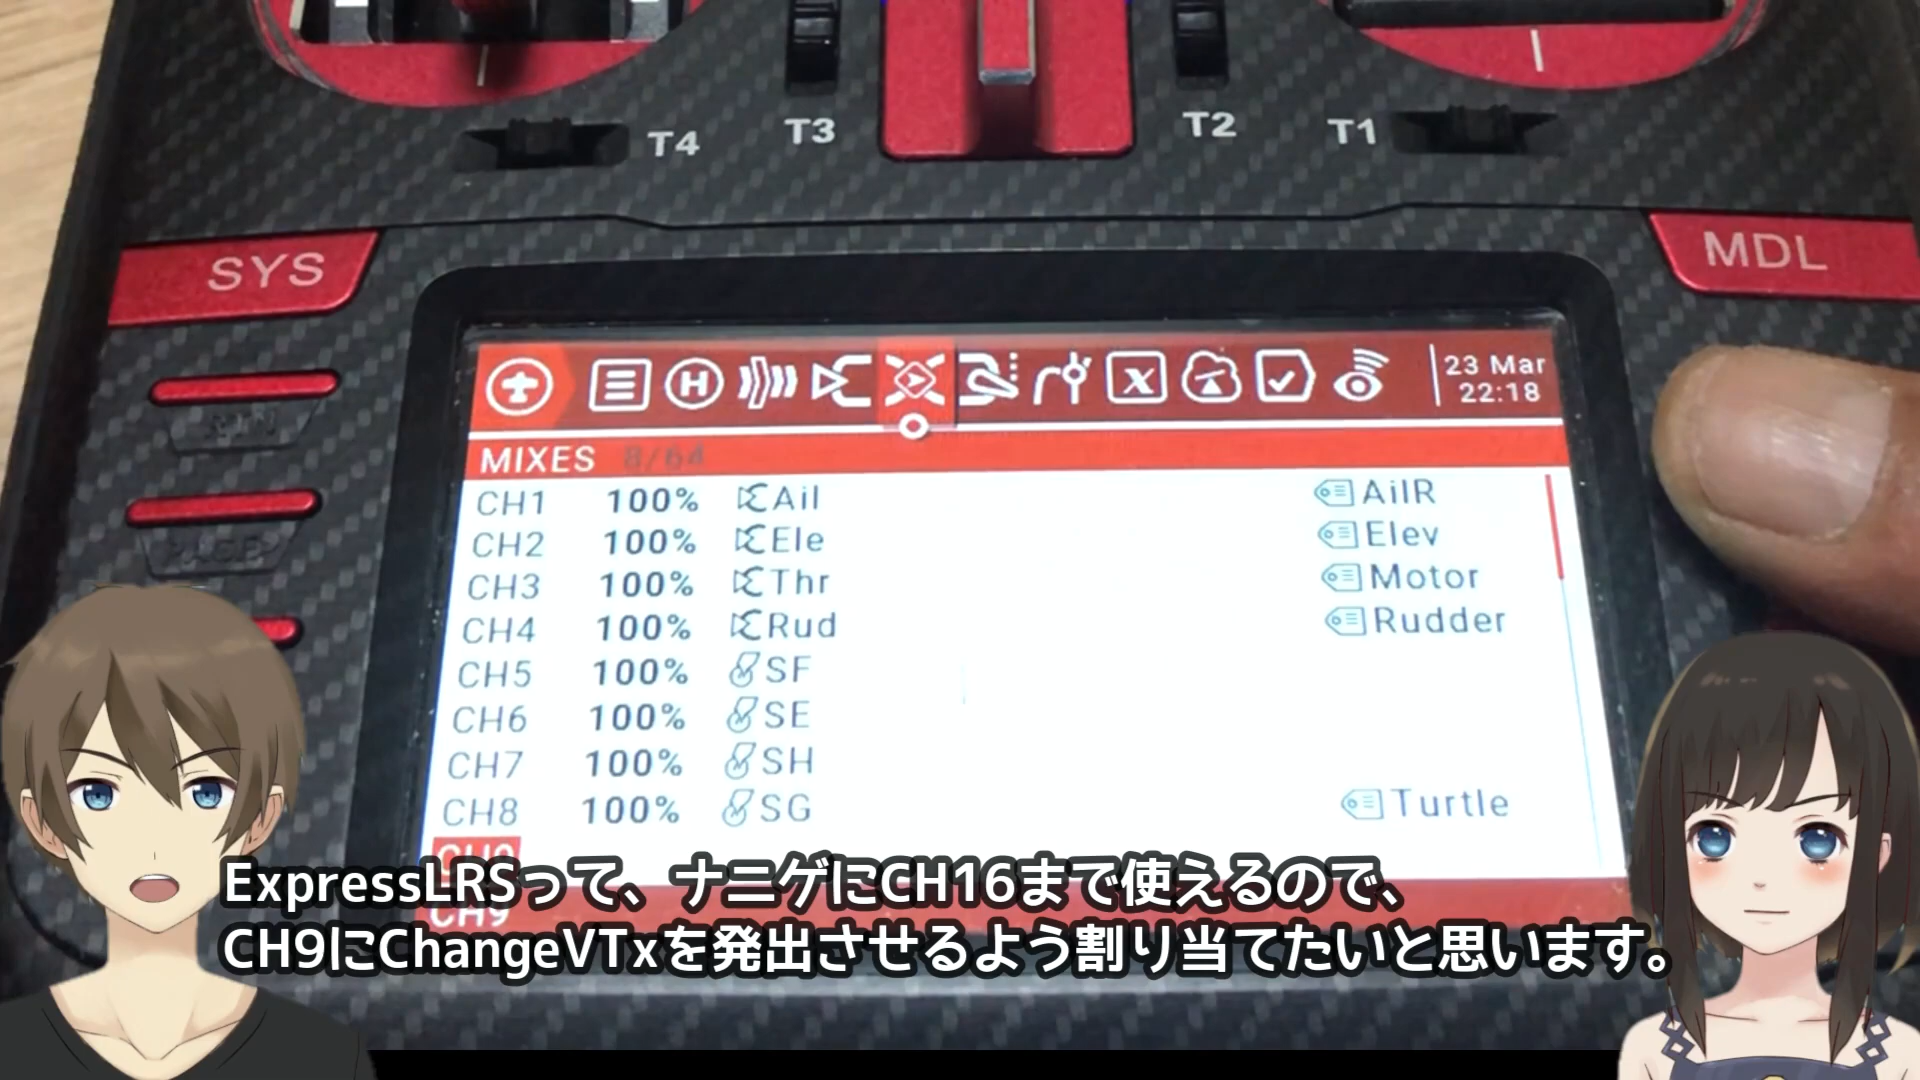 T4
T3
T2
T1
SYS
MDL
23 Mar
22:18
MIXES 8/64
CH1 100% Ail AilR
CH2 100% Ele Elev
CH3 100% Thr Motor
CH4 100% Rud Rudder
CH5 100% SF
CH6 100% SE
CH7 100% SH
CH8 100% SG Turtle
CH9
CH9
ExpressLRSって、ナニゲにCH16まで使えるので、
CH9にChangeVTxを発出させるよう割り当てたいと思います。